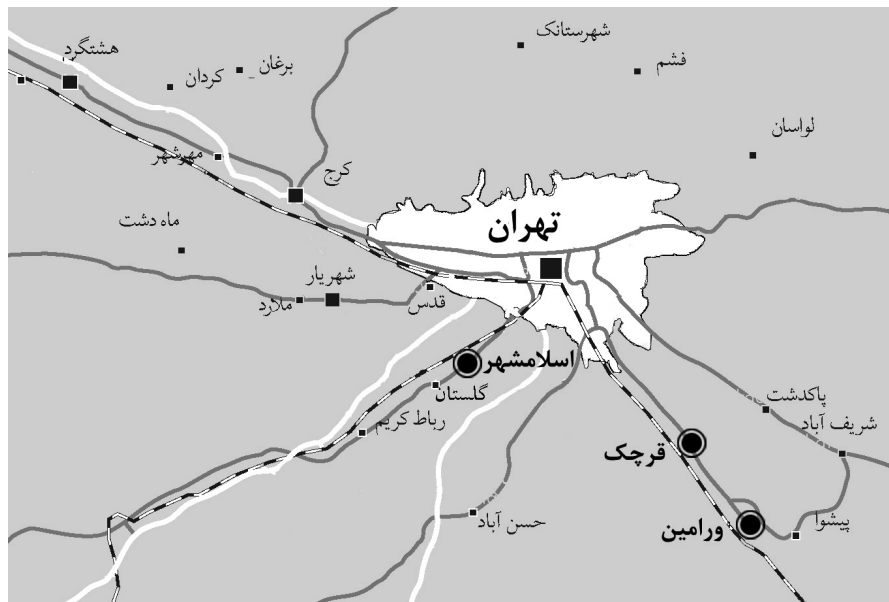 شهرستانک
هشتگرد
برغان
فشم
کردان
لواسان
مهرشهر
کرج
ماه دشت
تهران
شهریار
قدس
ملارد
اسلامشهر
گلستان
پاکدشت
رباط کریم
شریف آباد
قرچک
حسن آباد
پیشوا
ورامین